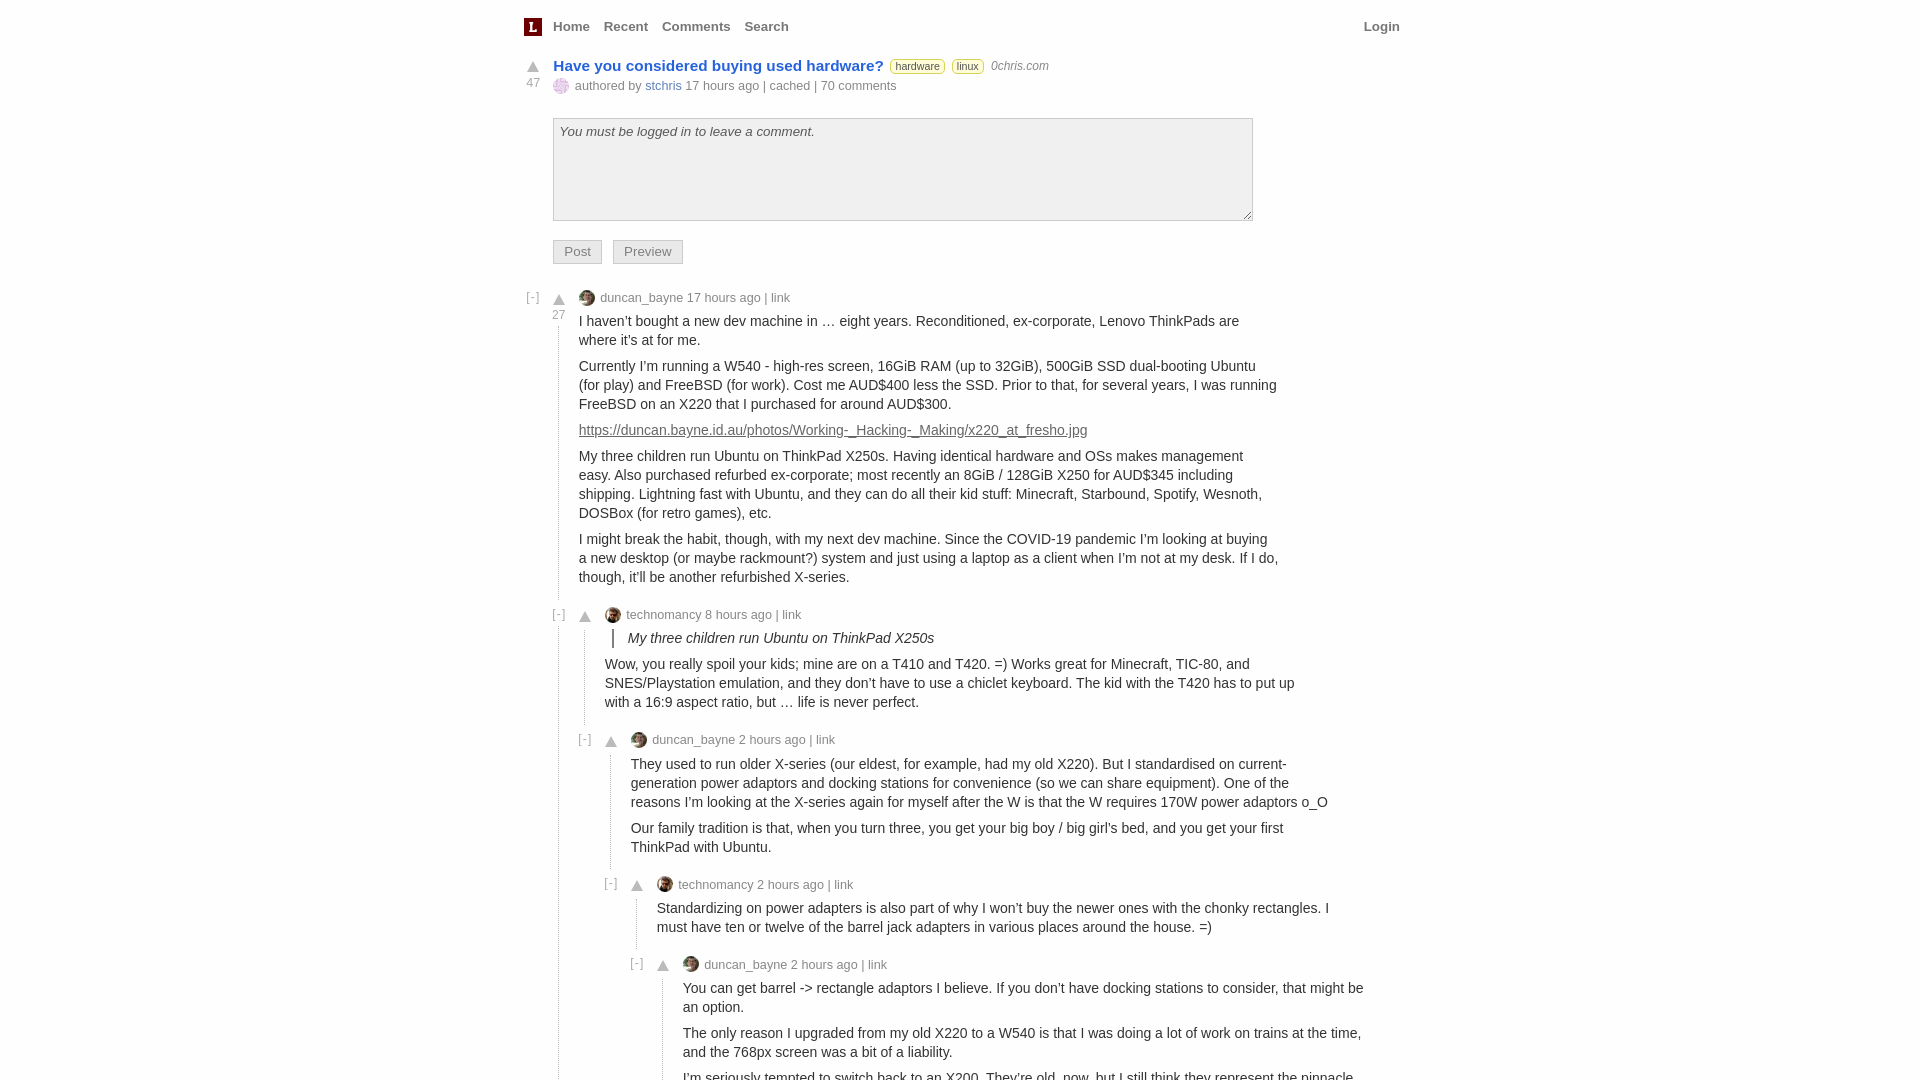 L Home Recent Comments Search Login
Have you considered buying used hardware? hardware linux 0chris.com
47
authored by stchris 17 hours ago | cached | 70 comments
You must be logged in to leave a comment.
Post Preview
[-] duncan_bayne 17 hours ago | link
27
I haven’t bought a new dev machine in … eight years. Reconditioned, ex-corporate, Lenovo ThinkPads are
where it’s at for me.
Currently I’m running a W540 - high-res screen, 16GiB RAM (up to 32GiB), 500GiB SSD dual-booting Ubuntu
(for play) and FreeBSD (for work). Cost me AUD$400 less the SSD. Prior to that, for several years, I was running
FreeBSD on an X220 that I purchased for around AUD$300.
https://duncan.bayne.id.au/photos/Working-_Hacking-_Making/x220_at_fresho.jpg
My three children run Ubuntu on ThinkPad X250s. Having identical hardware and OSs makes management
easy. Also purchased refurbed ex-corporate; most recently an 8GiB / 128GiB X250 for AUD$345 including
shipping. Lightning fast with Ubuntu, and they can do all their kid stuff: Minecraft, Starbound, Spotify, Wesnoth,
DOSBox (for retro games), etc.
I might break the habit, though, with my next dev machine. Since the COVID-19 pandemic I’m looking at buying
a new desktop (or maybe rackmount?) system and just using a laptop as a client when I’m not at my desk. If I do,
though, it’ll be another refurbished X-series.
[-] technomancy 8 hours ago | link
My three children run Ubuntu on ThinkPad X250s
Wow, you really spoil your kids; mine are on a T410 and T420. =) Works great for Minecraft, TIC-80, and
SNES/Playstation emulation, and they don’t have to use a chiclet keyboard. The kid with the T420 has to put up
with a 16:9 aspect ratio, but … life is never perfect.
[-] duncan_bayne 2 hours ago | link
They used to run older X-series (our eldest, for example, had my old X220). But I standardised on current-
generation power adaptors and docking stations for convenience (so we can share equipment). One of the
reasons I’m looking at the X-series again for myself after the W is that the W requires 170W power adaptors o_O
Our family tradition is that, when you turn three, you get your big boy / big girl’s bed, and you get your first
ThinkPad with Ubuntu.
[-] technomancy 2 hours ago | link
Standardizing on power adapters is also part of why I won’t buy the newer ones with the chonky rectangles. I
must have ten or twelve of the barrel jack adapters in various places around the house. =)
[-] duncan_bayne 2 hours ago | link
You can get barrel -> rectangle adaptors I believe. If you don’t have docking stations to consider, that might be
an option.
The only reason I upgraded from my old X220 to a W540 is that I was doing a lot of work on trains at the time,
and the 768px screen was a bit of a liability.
I’m seriously tempted to switch back to an X200. They’re old, now, but I still think they represent the pinnacle